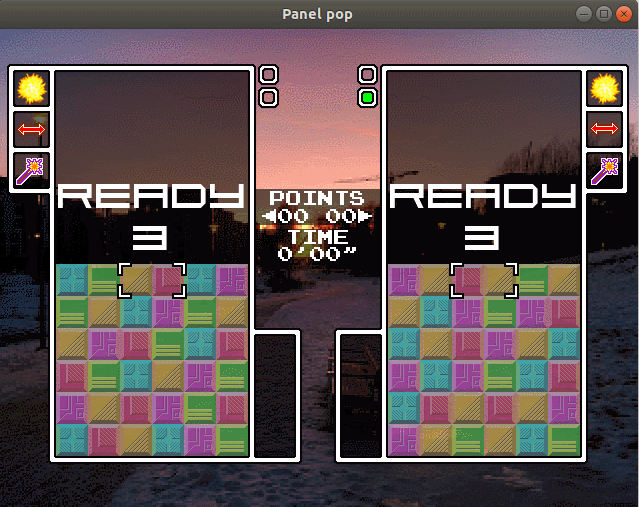 Panel pop
READY
3
READY
3
POINTS
◀00 00▶
TIME
0'00"